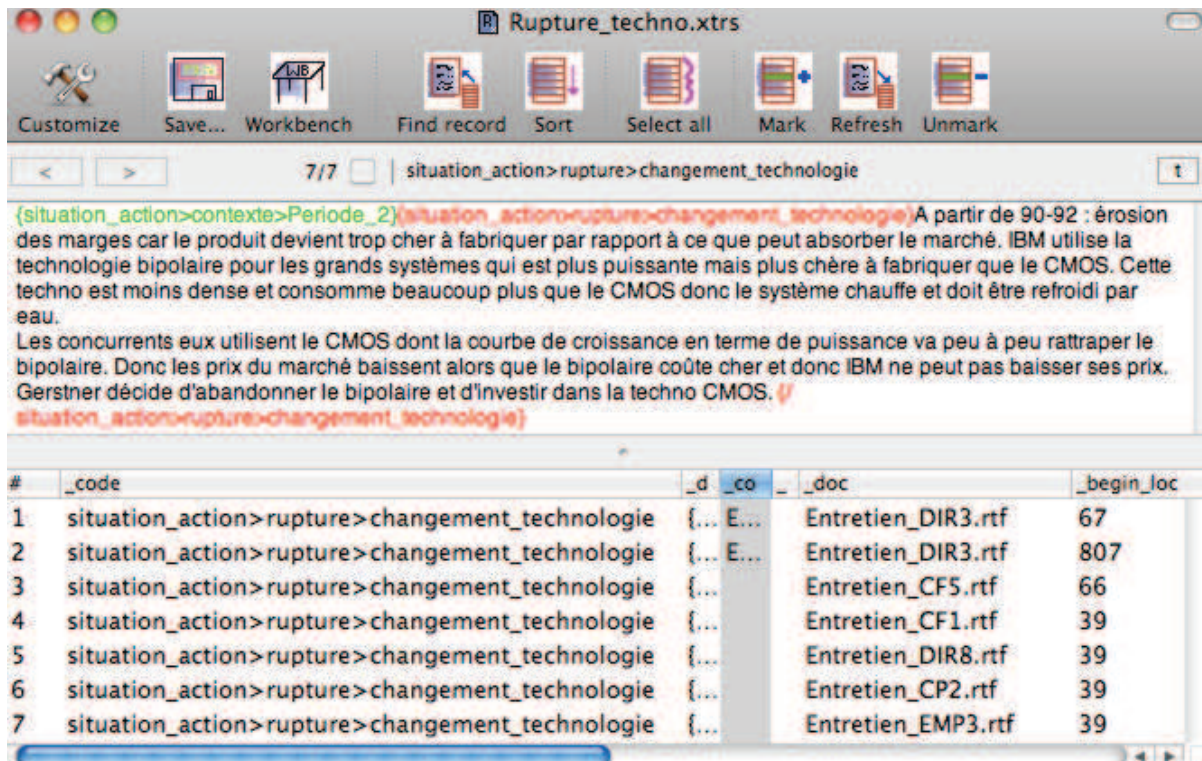 Rupture_techno.xtrs
Customize Save... Workbench Find record Sort Select all Mark Refresh Unmark
< > 7/7 situation_action>rupture>changement_technologie t
{situation_action>contexte>Periode_2}{situation_action>rupture>changement_technologie}A partir de 90-92 : érosion
des marges car le produit devient trop cher à fabriquer par rapport à ce que peut absorber le marché. IBM utilise la
technologie bipolaire pour les grands systèmes qui est plus puissante mais plus chère à fabriquer que le CMOS. Cette
techno est moins dense et consomme beaucoup plus que le CMOS donc le système chauffe et doit être refroidi par
eau.
Les concurrents eux utilisent le CMOS dont la courbe de croissance en terme de puissance va peu à peu rattraper le
bipolaire. Donc les prix du marché baissent alors que le bipolaire coûte cher et donc IBM ne peut pas baisser ses prix.
Gerstner décide d'abandonner le bipolaire et d'investir dans la techno CMOS. {/
situation_action>rupture>changement_technologie}
# _code _d _co _ _doc _begin_loc
1 situation_action>rupture>changement_technologie {... E... Entretien_DIR3.rtf 67
2 situation_action>rupture>changement_technologie {... E... Entretien_DIR3.rtf 807
3 situation_action>rupture>changement_technologie {... Entretien_CF5.rtf 66
4 situation_action>rupture>changement_technologie {... Entretien_CF1.rtf 39
5 situation_action>rupture>changement_technologie {... Entretien_DIR8.rtf 39
6 situation_action>rupture>changement_technologie {... Entretien_CP2.rtf 39
7 situation_action>rupture>changement_technologie {... Entretien_EMP3.rtf 39